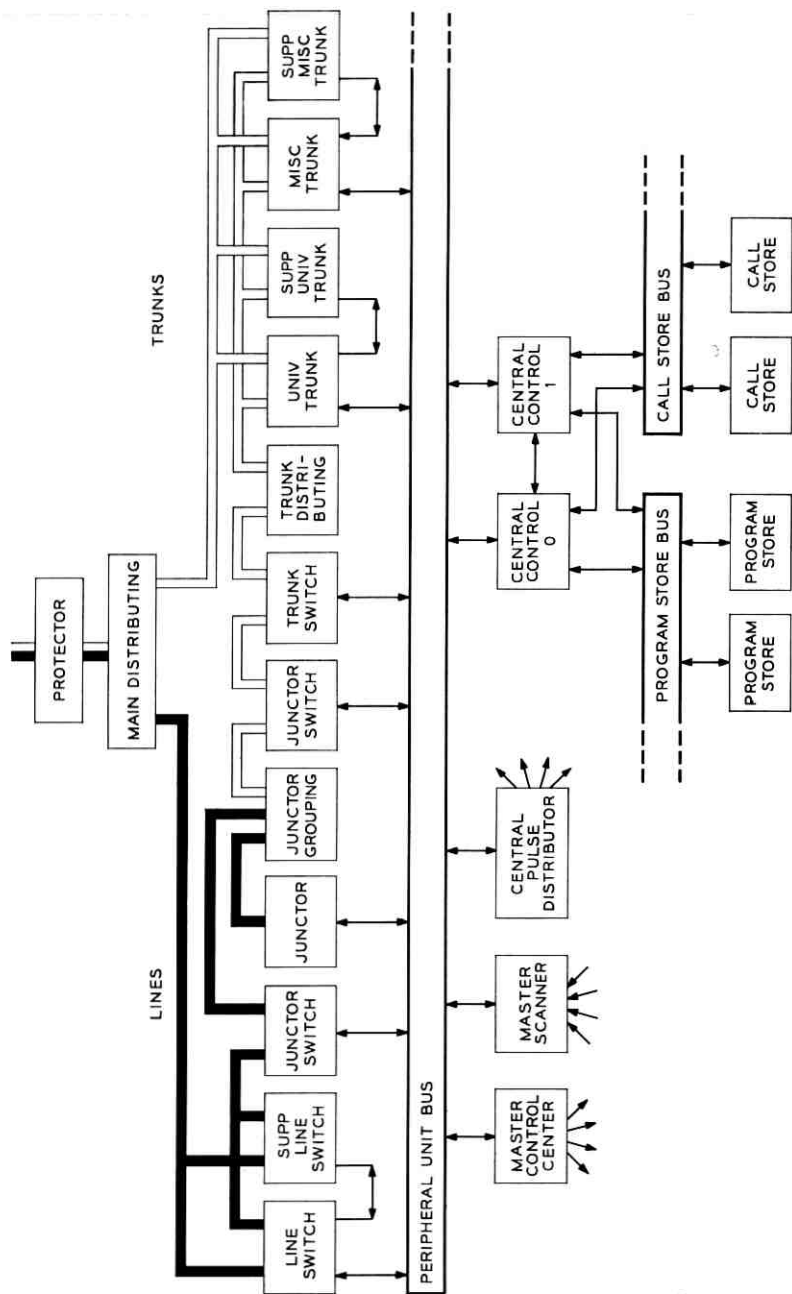 PROTECTOR
MAIN DISTRIBUTING
LINES
TRUNKS
LINE
SWITCH
SUPP
LINE
SWITCH
JUNCTOR
SWITCH
JUNCTOR
JUNCTOR
GROUPING
JUNCTOR
SWITCH
TRUNK
SWITCH
TRUNK
DISTRI-
BUTING
UNIV
TRUNK
SUPP
UNIV
TRUNK
MISC
TRUNK
SUPP
MISC
TRUNK
PERIPHERAL UNIT BUS
MASTER
CONTROL
CENTER
MASTER
SCANNER
CENTRAL
PULSE
DISTRIBUTOR
CENTRAL
CONTROL
0
CENTRAL
CONTROL
1
PROGRAM STORE BUS
CALL STORE BUS
PROGRAM
STORE
PROGRAM
STORE
CALL
STORE
CALL
STORE